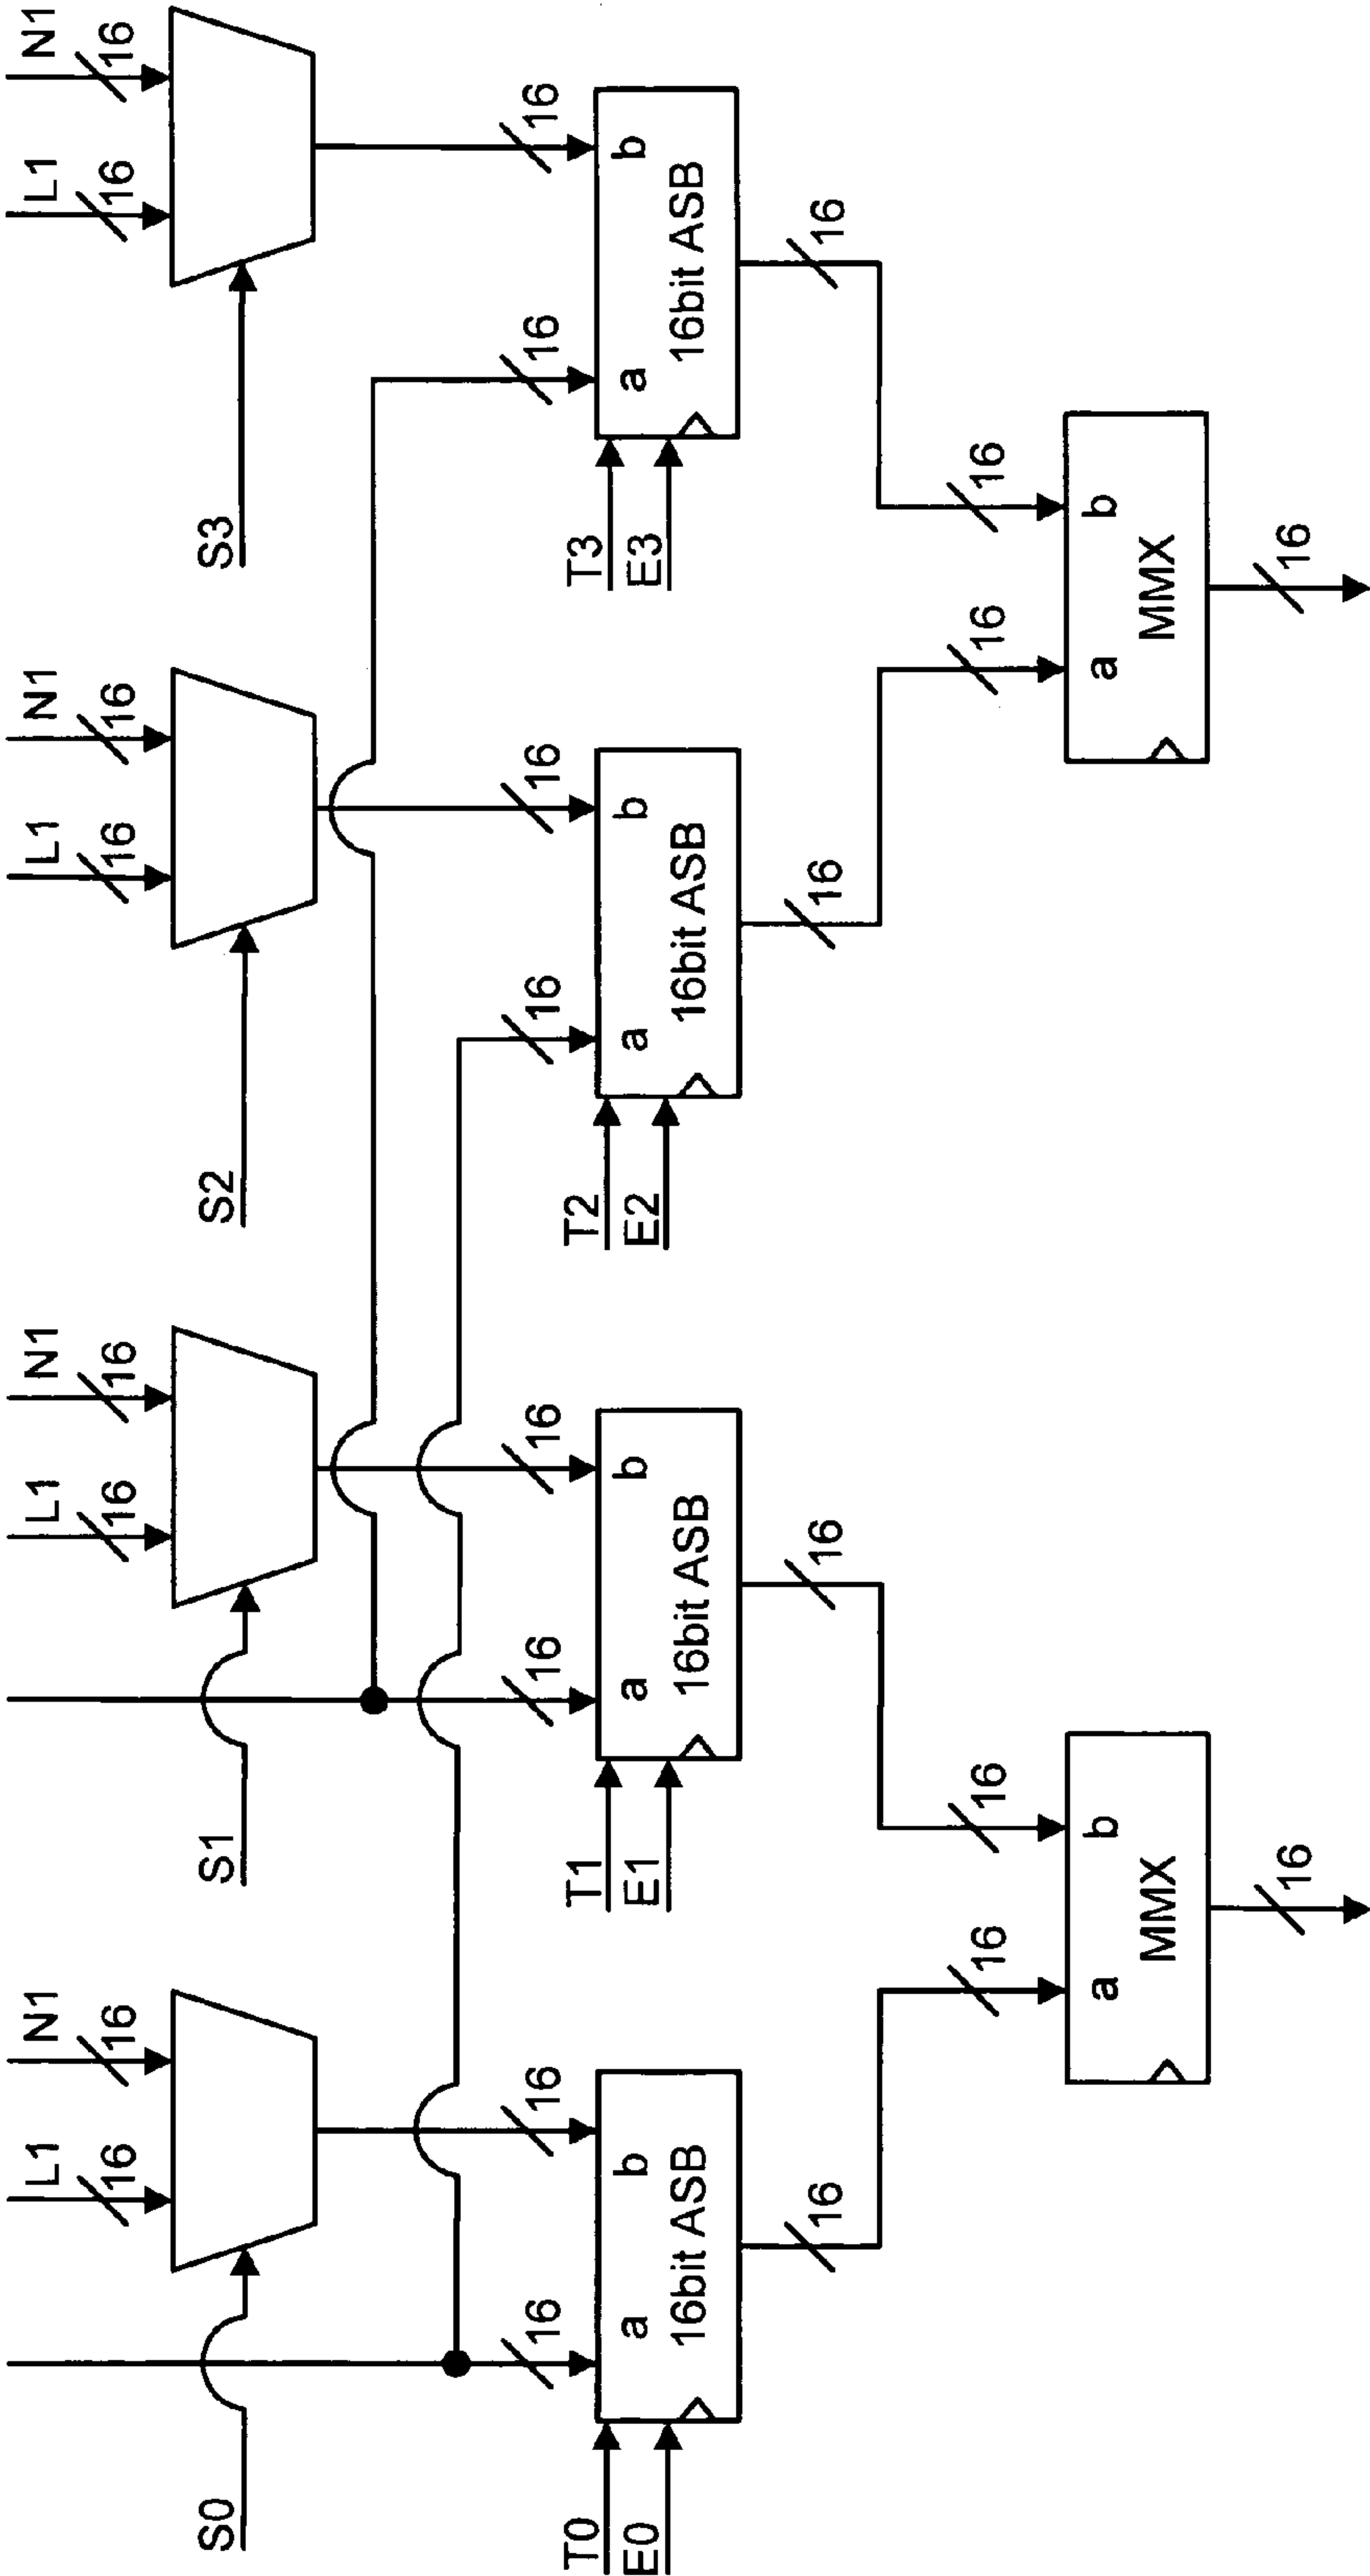 L1 N1 L1 N1 L1 N1 L1 N1
16 16 16 16 16 16 16 16
S0 S1 S2 S3
16 16 16 16 16 16 16 16
T0 T1 T2 T3
a b a b a b a b
E0 E1 E2 E3
16bit ASB 16bit ASB 16bit ASB 16bit ASB
16 16 16 16
16 16 16 16
a b a b
MMX MMX
16 16